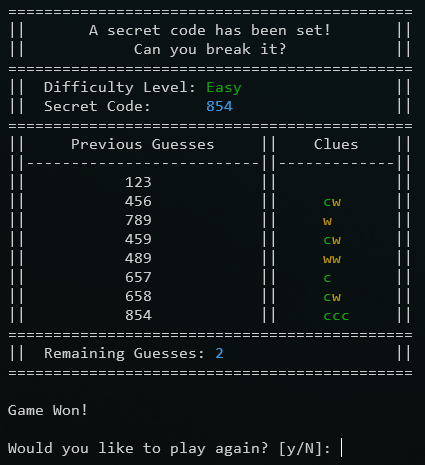 =============================================
||       A secret code has been set!       ||
||            Can you break it?            ||
=============================================
||  Difficulty Level: Easy                 ||
||  Secret Code:      854                  ||
=============================================
||     Previous Guesses     ||    Clues    ||
||--------------------------||-------------||
||           123            ||             ||
||           456            ||     cw      ||
||           789            ||     w       ||
||           459            ||     cw      ||
||           489            ||     ww      ||
||           657            ||     c       ||
||           658            ||     cw      ||
||           854            ||     ccc     ||
=============================================
||  Remaining Guesses: 2                   ||
=============================================
Game Won!
Would you like to play again? [y/N]: